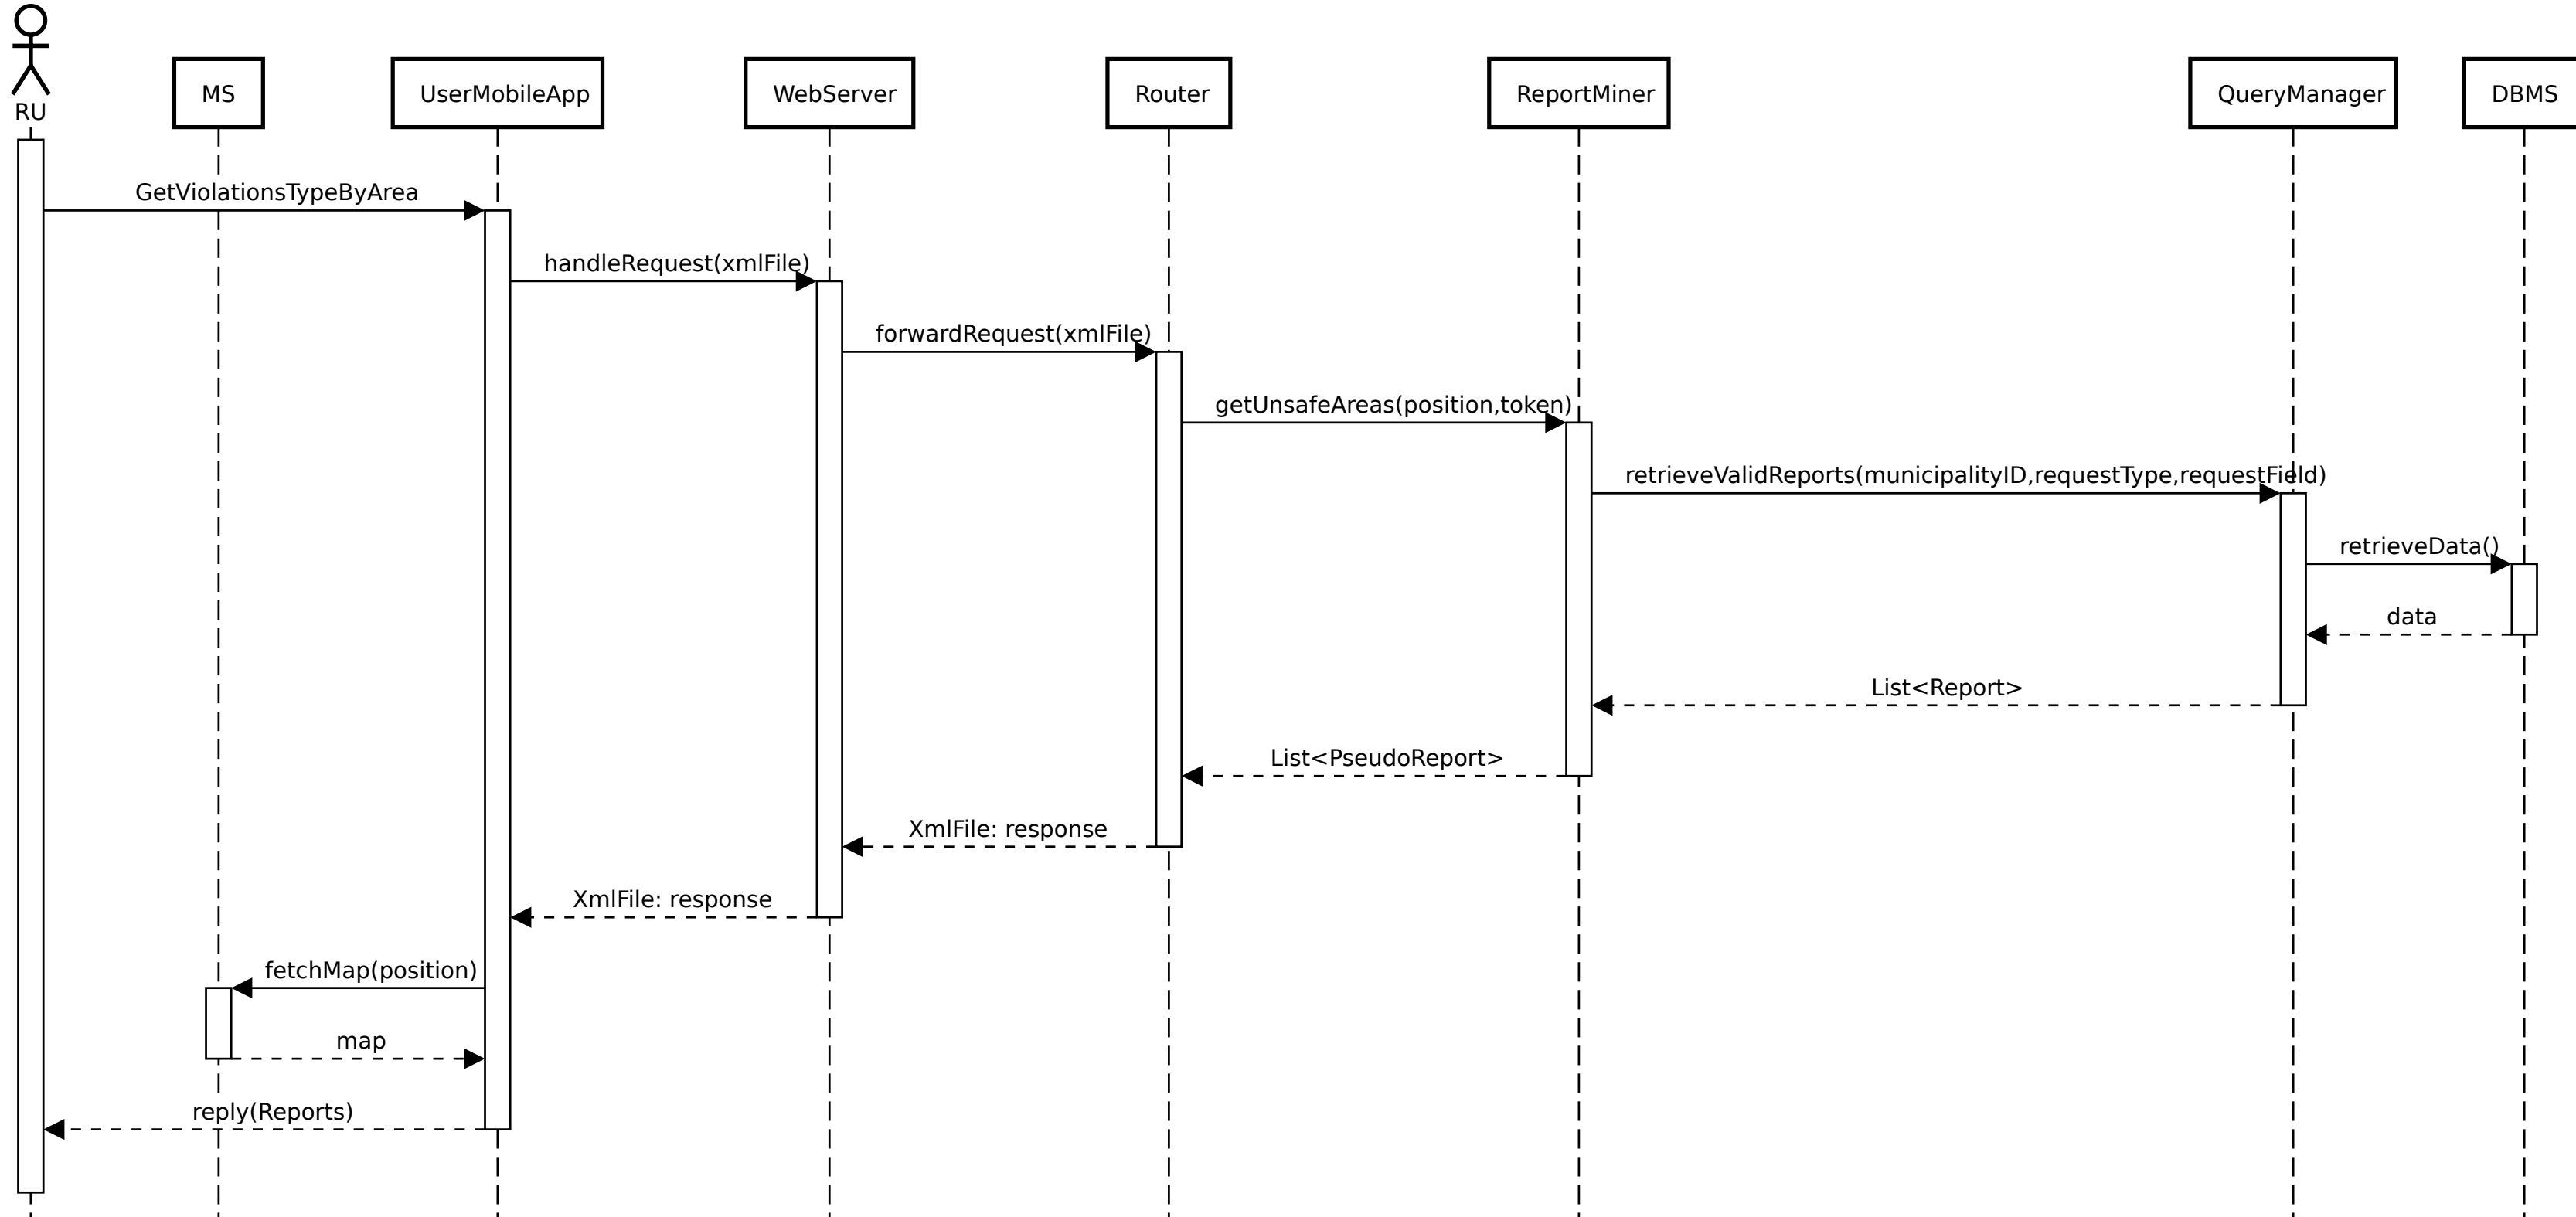 RU
MS
UserMobileApp
WebServer
Router
ReportMiner
QueryManager
DBMS
GetViolationsTypeByArea
handleRequest(xmlFile)
forwardRequest(xmlFile)
getUnsafeAreas(position,token)
retrieveValidReports(municipalityID,requestType,requestField)
retrieveData()
data
List<Report>
List<PseudoReport>
XmlFile: response
XmlFile: response
fetchMap(position)
map
reply(Reports)